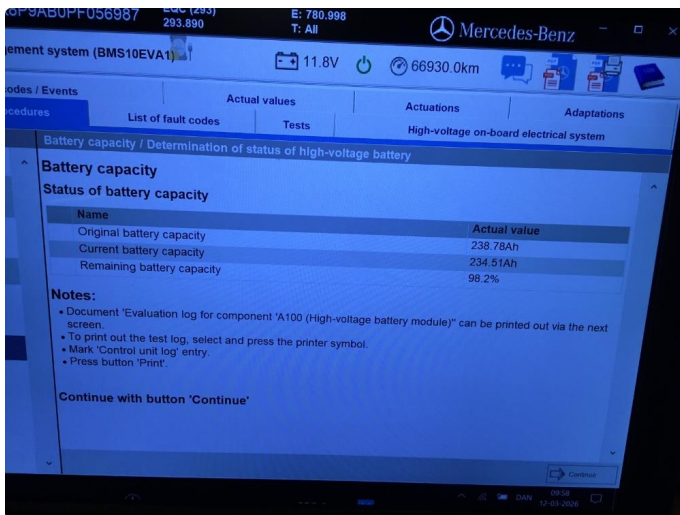 8P9AB0PF056987
EQC (293)
293.890
E: 780.998
T: All
Mercedes-Benz
ement system (BMS10EVA1)
11.8V
66930.0km
odes / Events
Actual values
Actuations
Adaptations
ocedures
List of fault codes
Tests
High-voltage on-board electrical system
Battery capacity / Determination of status of high-voltage battery
Battery capacity
Status of battery capacity
Name Actual value
Original battery capacity 238.78Ah
Current battery capacity 234.51Ah
Remaining battery capacity 98.2%
Notes:
• Document 'Evaluation log for component 'A100 (High-voltage battery module)'' can be printed out via the next
screen.
• To print out the test log, select and press the printer symbol.
• Mark 'Control unit log' entry.
• Press button 'Print'.
Continue with button 'Continue'
Continue
DAN
09:58
12-03-2026